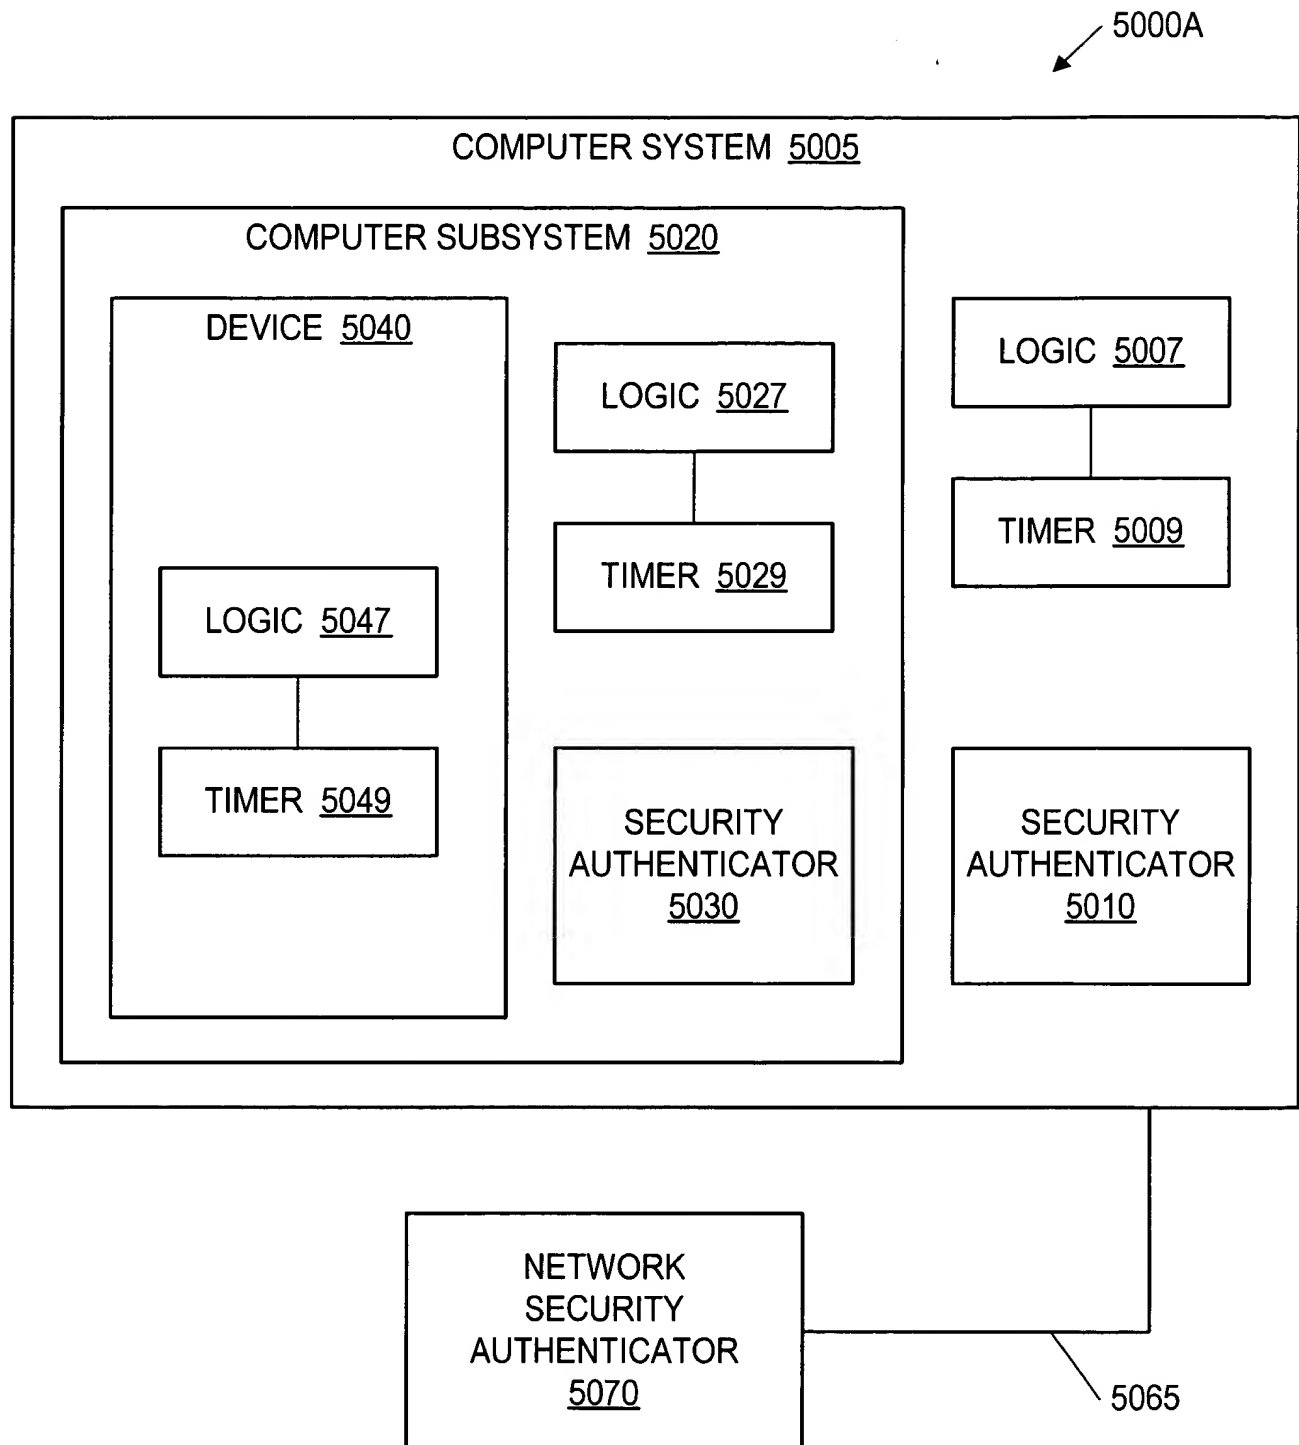 5000A
COMPUTER SYSTEM 5005
COMPUTER SUBSYSTEM 5020
DEVICE 5040
LOGIC 5047
TIMER 5049
LOGIC 5027
TIMER 5029
SECURITY
AUTHENTICATOR
5030
LOGIC 5007
TIMER 5009
SECURITY
AUTHENTICATOR
5010
NETWORK
SECURITY
AUTHENTICATOR
5070
5065